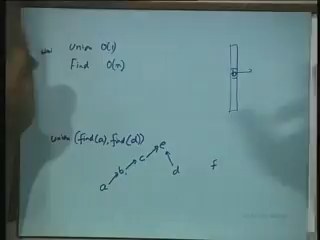 Union O(1)
Find O(n)
union (find(a), find(d))
e
c
b
d
f
a